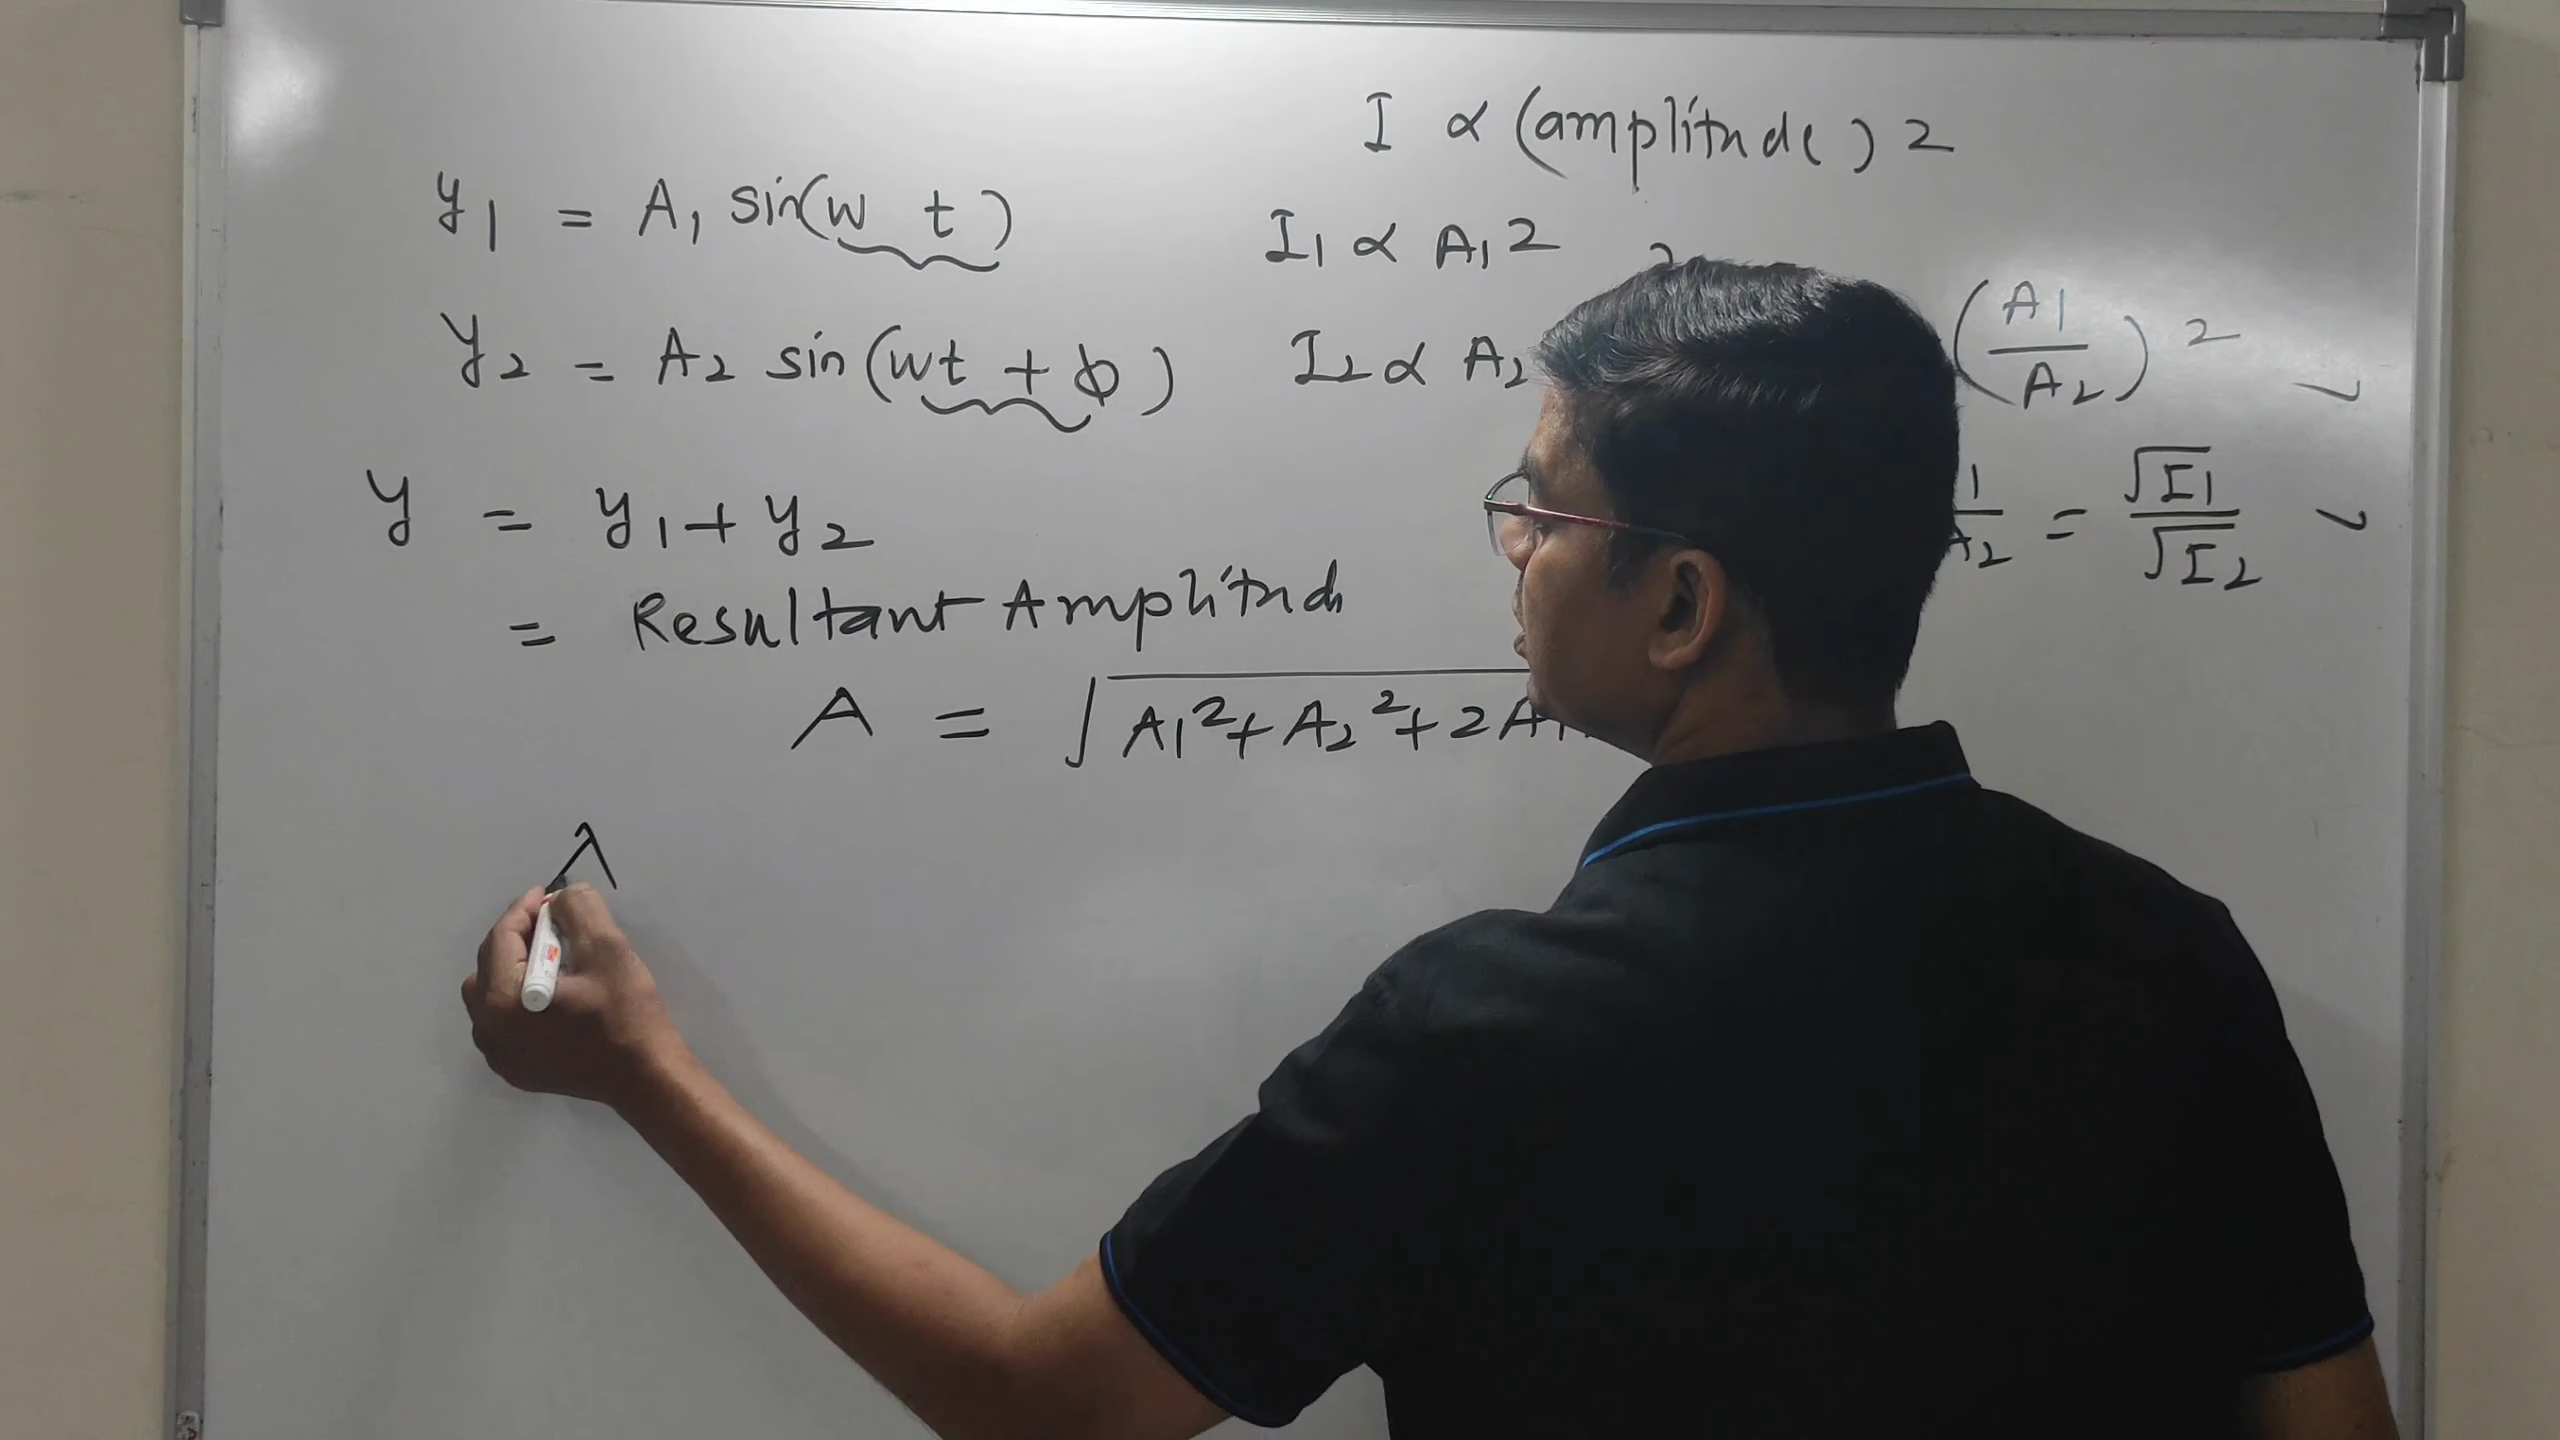 I ∝ (amplitude) 2
y1 = A1 sin(w t)
I1 ∝ A1 2
y2 = A2 sin(wt + φ)
I2 ∝ A2
(A1/A2) 2
y = y1 + y2
= √I1/√I2
= Resultant Amplitude
A = √A1² + A2² + 2A1
A